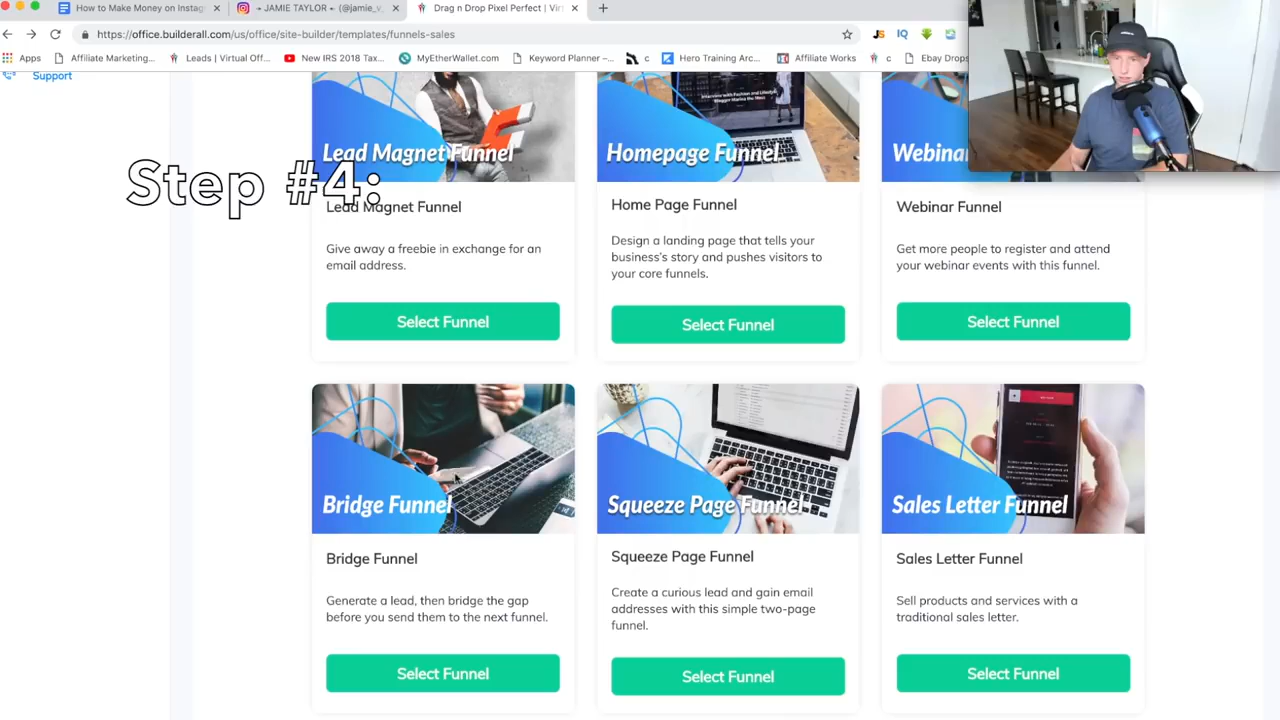 How to Make Money on Instag
- JAMIE TAYLOR - (@jamie_v_
Drag n Drop Pixel Perfect | Virt
https://office.builderall.com/us/office/site-builder/templates/funnels-sales
Apps
Affiliate Marketing...
Leads | Virtual Off...
New IRS 2018 Tax...
MyEtherWallet.com
Keyword Planner –...
c
Hero Training Arc...
Affiliate Works
c
Ebay Drops
Support
Step #4:
Lead Magnet Funnel
Homepage Funnel
Webina
Lead Magnet Funnel
Give away a freebie in exchange for an
email address.
Select Funnel
Home Page Funnel
Design a landing page that tells your
business's story and pushes visitors to
your core funnels.
Select Funnel
Webinar Funnel
Get more people to register and attend
your webinar events with this funnel.
Select Funnel
Bridge Funnel
Bridge Funnel
Generate a lead, then bridge the gap
before you send them to the next funnel.
Select Funnel
Squeeze Page Funnel
Squeeze Page Funnel
Create a curious lead and gain email
addresses with this simple two-page
funnel.
Select Funnel
Sales Letter Funnel
Sales Letter Funnel
Sell products and services with a
traditional sales letter.
Select Funnel